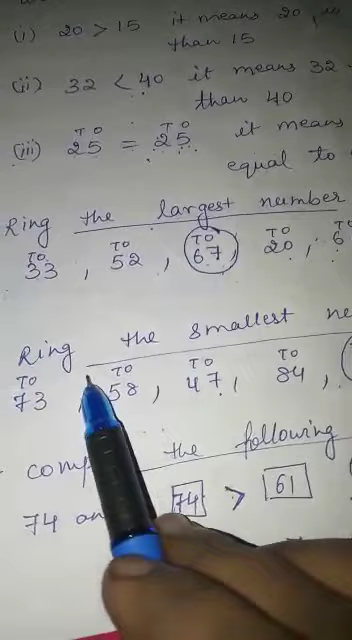 (i) 20 > 15 it means 20
than 15
(ii) 32 < 40 it means 32
than 40
TO TO
(iii) 25 = 25 it means
equal to
Ring the largest number
TO TO TO TO
33 , 52 , 67 , 20 , 6
Ring the smallest
TO TO TO TO
73 , 58 , 47 , 84 ,
the following
74 74 > 61